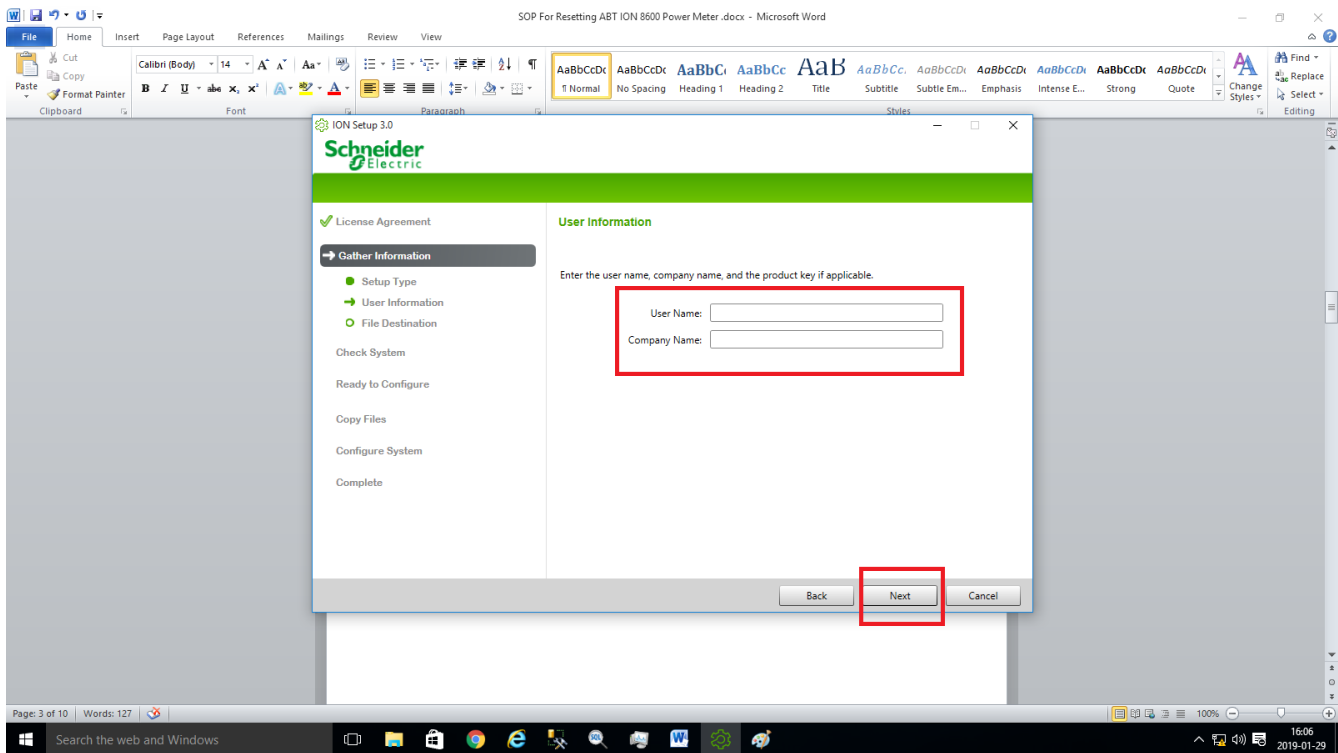 SOP For Resetting ABT ION 8600 Power Meter .docx - Microsoft Word
File Home Insert Page Layout References Mailings Review View
Paste
Cut
Copy
Format Painter
Clipboard
Calibri (Body) 14
Font
Paragraph
AaBbCcDc AaBbCcDc AaBbC AaBbCc AaB AaBbCc. AaBbCcDc AaBbCcDc AaBbCcDc AaBbCcDc AaBbCcDc
¶ Normal No Spacing Heading 1 Heading 2 Title Subtitle Subtle Em... Emphasis Intense E... Strong Quote
Styles
Change
Styles
Find
Replace
Select
Editing
ION Setup 3.0
Schneider
Electric
License Agreement
Gather Information
Setup Type
User Information
File Destination
Check System
Ready to Configure
Copy Files
Configure System
Complete
User Information
Enter the user name, company name, and the product key if applicable.
User Name:
Company Name:
Back Next Cancel
Page: 3 of 10 Words: 127
100%
Search the web and Windows
16:06
2019-01-29